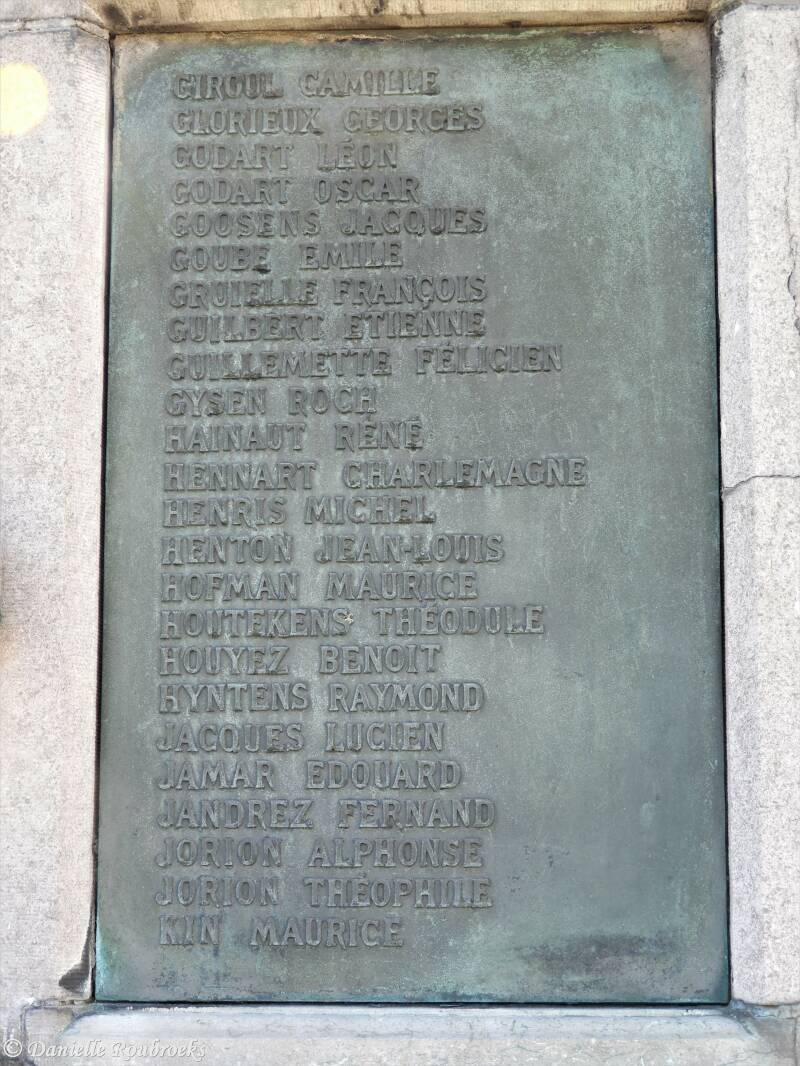 GIROUL CAMILLE
GLORIEUX GEORGES
GODART LÉON
GODART OSCAR
GOOSENS JACQUES
GOUBE EMILE
GRUIELLE FRANÇOIS
GUILBERT ETIENNE
GUILLEMETTE FÉLICIEN
GYSEN ROCH
HAINAUT RÉNÉ
HENNART CHARLEMAGNE
HENRIS MICHEL
HENTON JEAN-LOUIS
HOFMAN MAURICE
HOUTEKENS THÉODULE
HOUYEZ BENOIT
HYNTENS RAYMOND
JACQUES LUCIEN
JAMAR EDOUARD
JANDREZ FERNAND
JORION ALPHONSE
JORION THÉOPHILE
KIN MAURICE
© Danielle Roubroeks